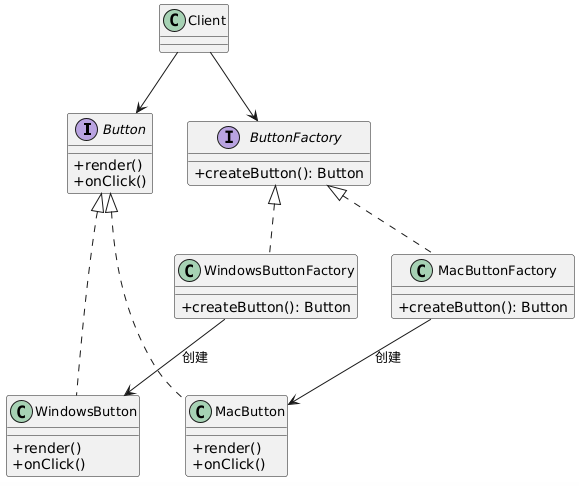 C Client
I Button
+render()
+onClick()
I ButtonFactory
+createButton(): Button
C WindowsButtonFactory
+createButton(): Button
C MacButtonFactory
+createButton(): Button
创建
创建
C WindowsButton
+render()
+onClick()
C MacButton
+render()
+onClick()